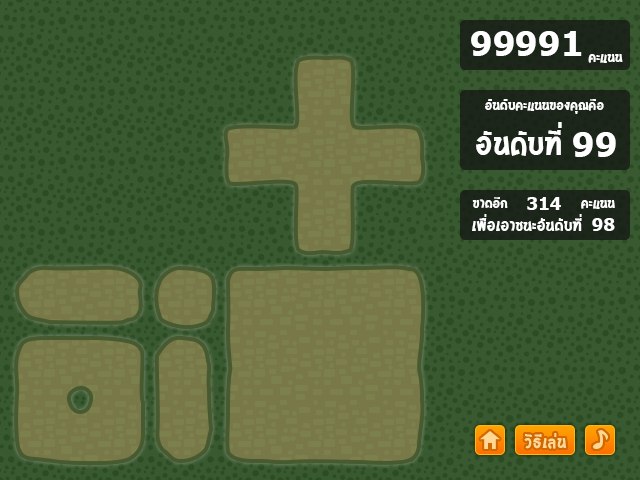 99991 คะแนน
อันดับคะแนนของคุณคือ
อันดับที่ 99
ขาดอีก 314 คะแนน
เพื่อเอาชนะอันดับที่ 98
วิธีเล่น